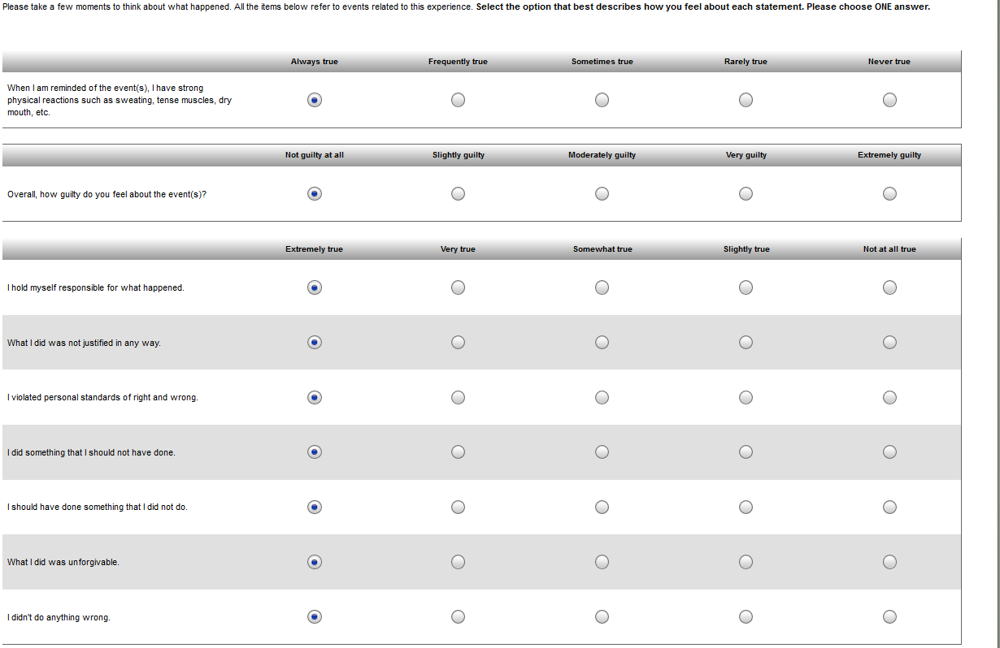 Please take a few moments to think about what happened. All the items below refer to events related to this experience. Select the option that best describes how you feel about each statement. Please choose ONE answer.
Always true Frequently true Sometimes true Rarely true Never true
When I am reminded of the event(s), I have strong
physical reactions such as sweating, tense muscles, dry
mouth, etc.
Not guilty at all Slightly guilty Moderately guilty Very guilty Extremely guilty
Overall, how guilty do you feel about the event(s)?
Extremely true Very true Somewhat true Slightly true Not at all true
I hold myself responsible for what happened.
What I did was not justified in any way.
I violated personal standards of right and wrong.
I did something that I should not have done.
I should have done something that I did not do.
What I did was unforgivable.
I didn't do anything wrong.